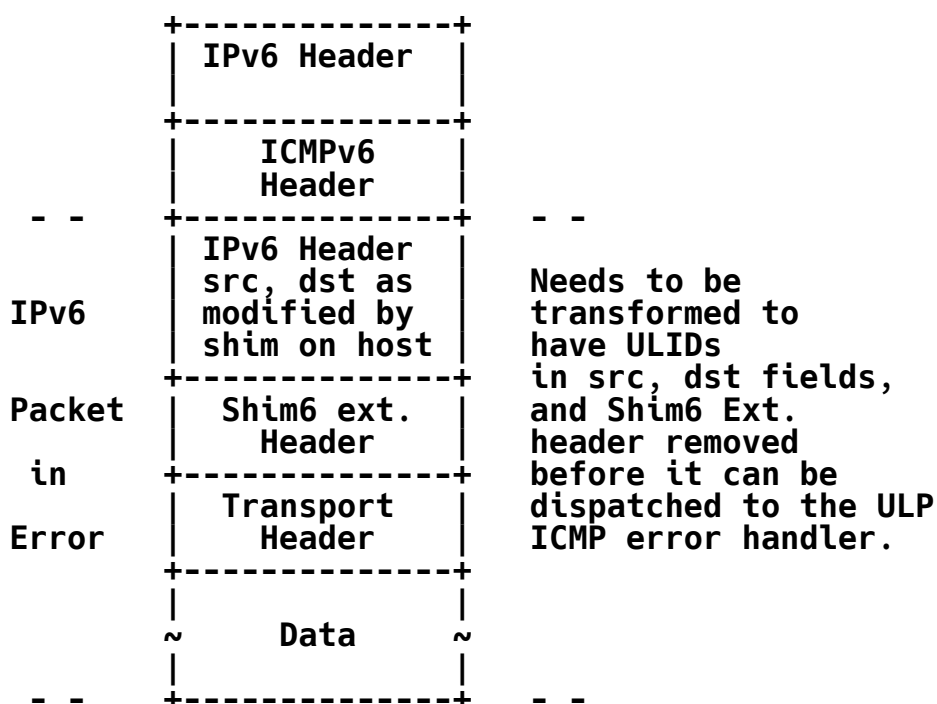 +--------------+
| IPv6 Header |
| |
+--------------+
| ICMPv6 |
| Header |
- - +--------------+ - -
| IPv6 Header |
| src, dst as | Needs to be
IPv6 | modified by | transformed to
| shim on host | have ULIDs
+--------------+ in src, dst fields,
Packet | Shim6 ext. | and Shim6 Ext.
| Header | header removed
in +--------------+ before it can be
| Transport | dispatched to the ULP
Error | Header | ICMP error handler.
+--------------+
| |
~ Data ~
| |
- - +--------------+ - -